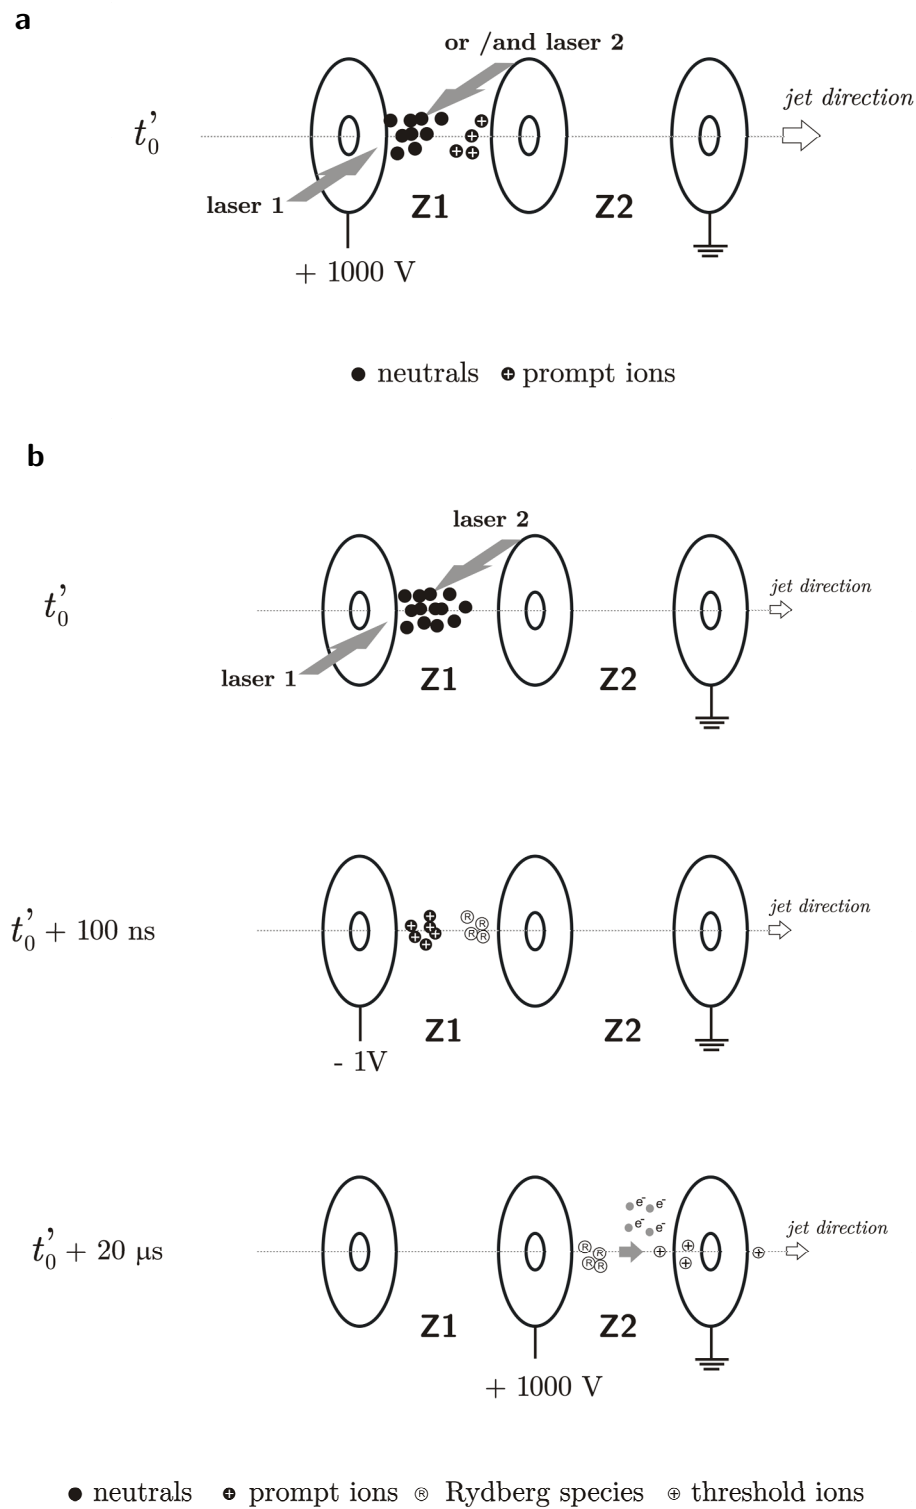 a
or /and laser 2
jet direction
t'0
laser 1
Z1
Z2
+ 1000 V
neutrals
prompt ions
b
laser 2
jet direction
t'0
laser 1
Z1
Z2
t'0 + 100 ns
R R R R
jet direction
Z1
Z2
- 1V
e- e-
e- e-
t'0 + 20 µs
R R R R
jet direction
Z1
Z2
+ 1000 V
neutrals
prompt ions
R Rydberg species
threshold ions